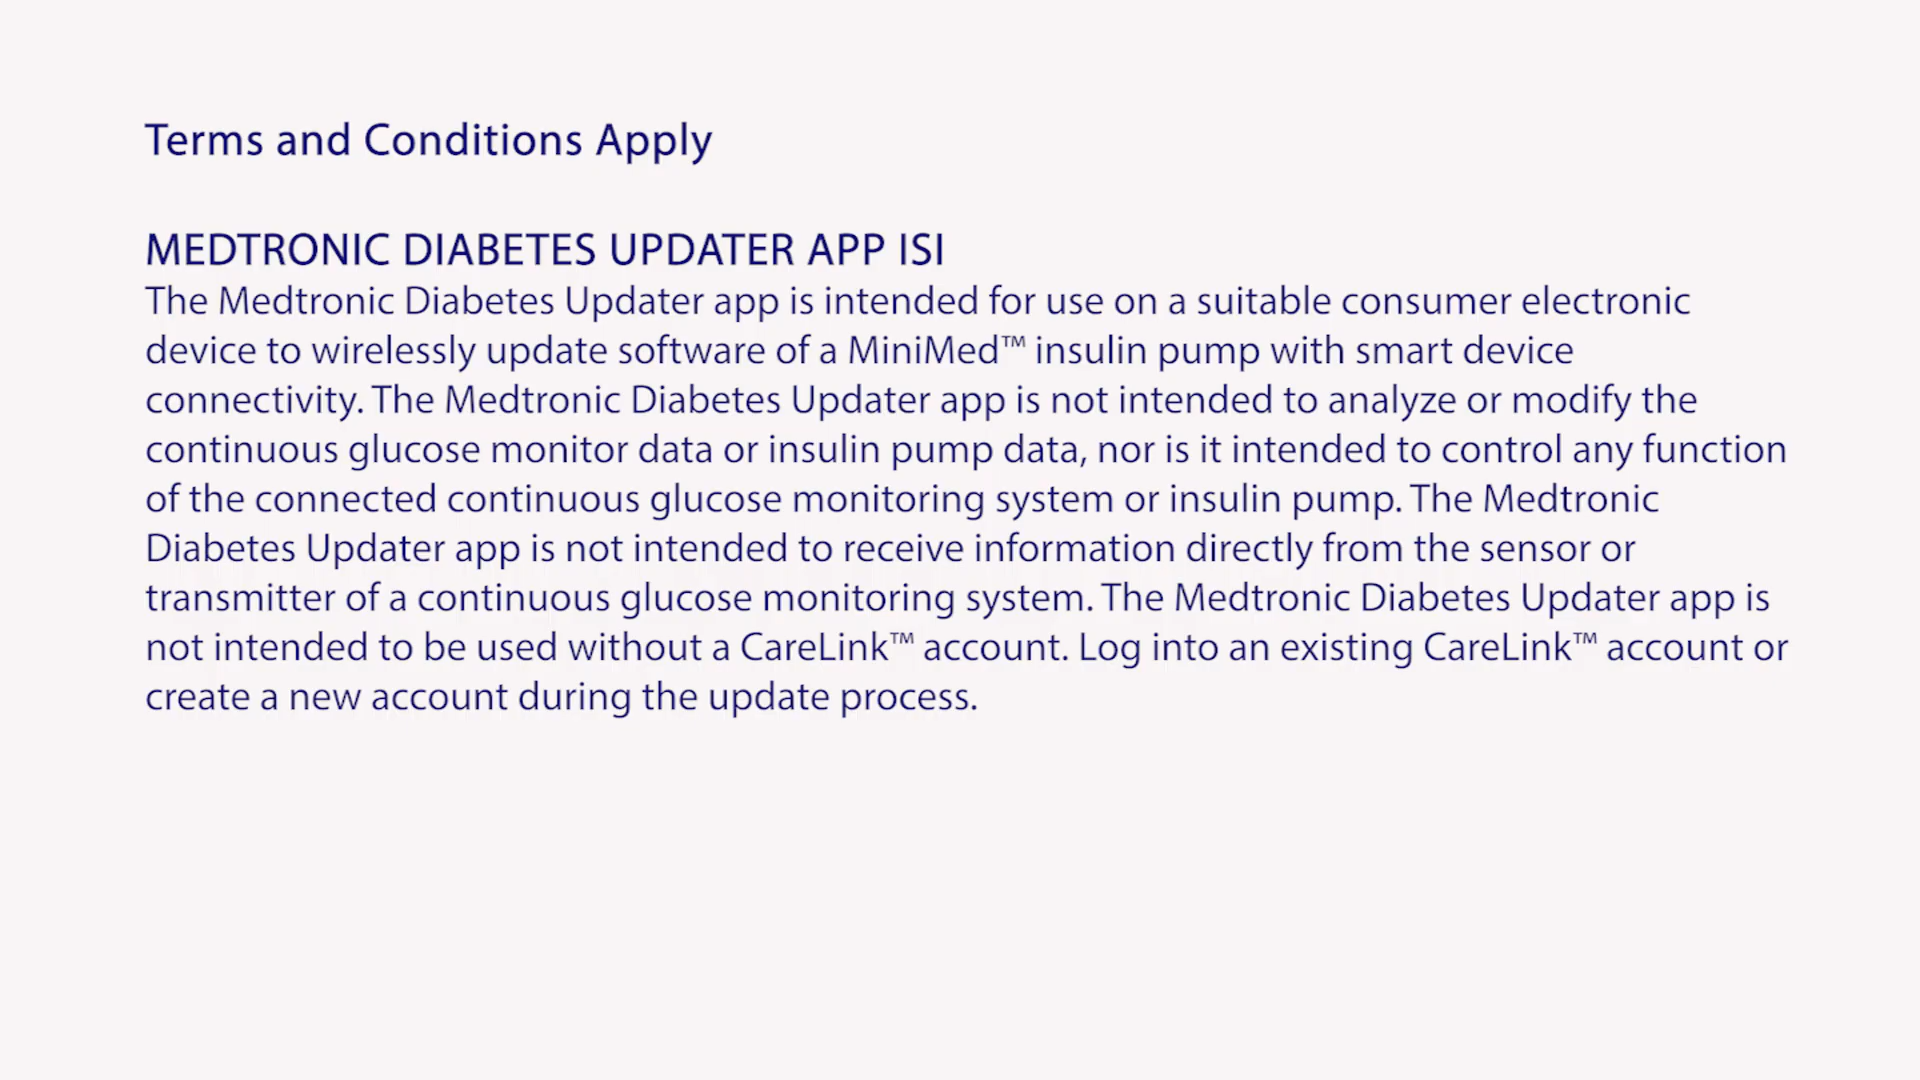 Terms and Conditions Apply
MEDTRONIC DIABETES UPDATER APP ISI
The Medtronic Diabetes Updater app is intended for use on a suitable consumer electronic
device to wirelessly update software of a MiniMed™ insulin pump with smart device
connectivity. The Medtronic Diabetes Updater app is not intended to analyze or modify the
continuous glucose monitor data or insulin pump data, nor is it intended to control any function
of the connected continuous glucose monitoring system or insulin pump. The Medtronic
Diabetes Updater app is not intended to receive information directly from the sensor or
transmitter of a continuous glucose monitoring system. The Medtronic Diabetes Updater app is
not intended to be used without a CareLink™ account. Log into an existing CareLink™ account or
create a new account during the update process.